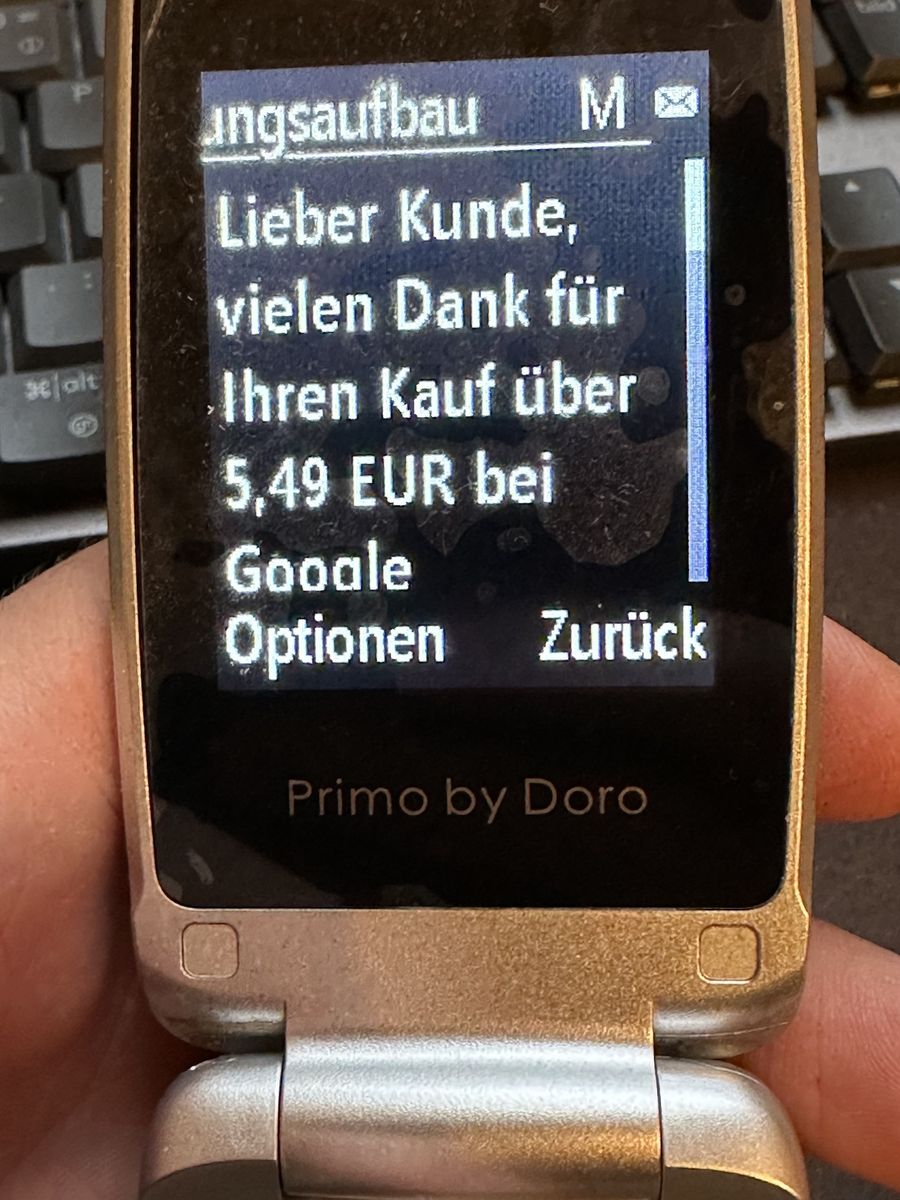 ungsaufbau M
Lieber Kunde,
vielen Dank für
Ihren Kauf über
5,49 EUR bei
Google
Optionen Zurück
Primo by Doro
P
⌘|alt